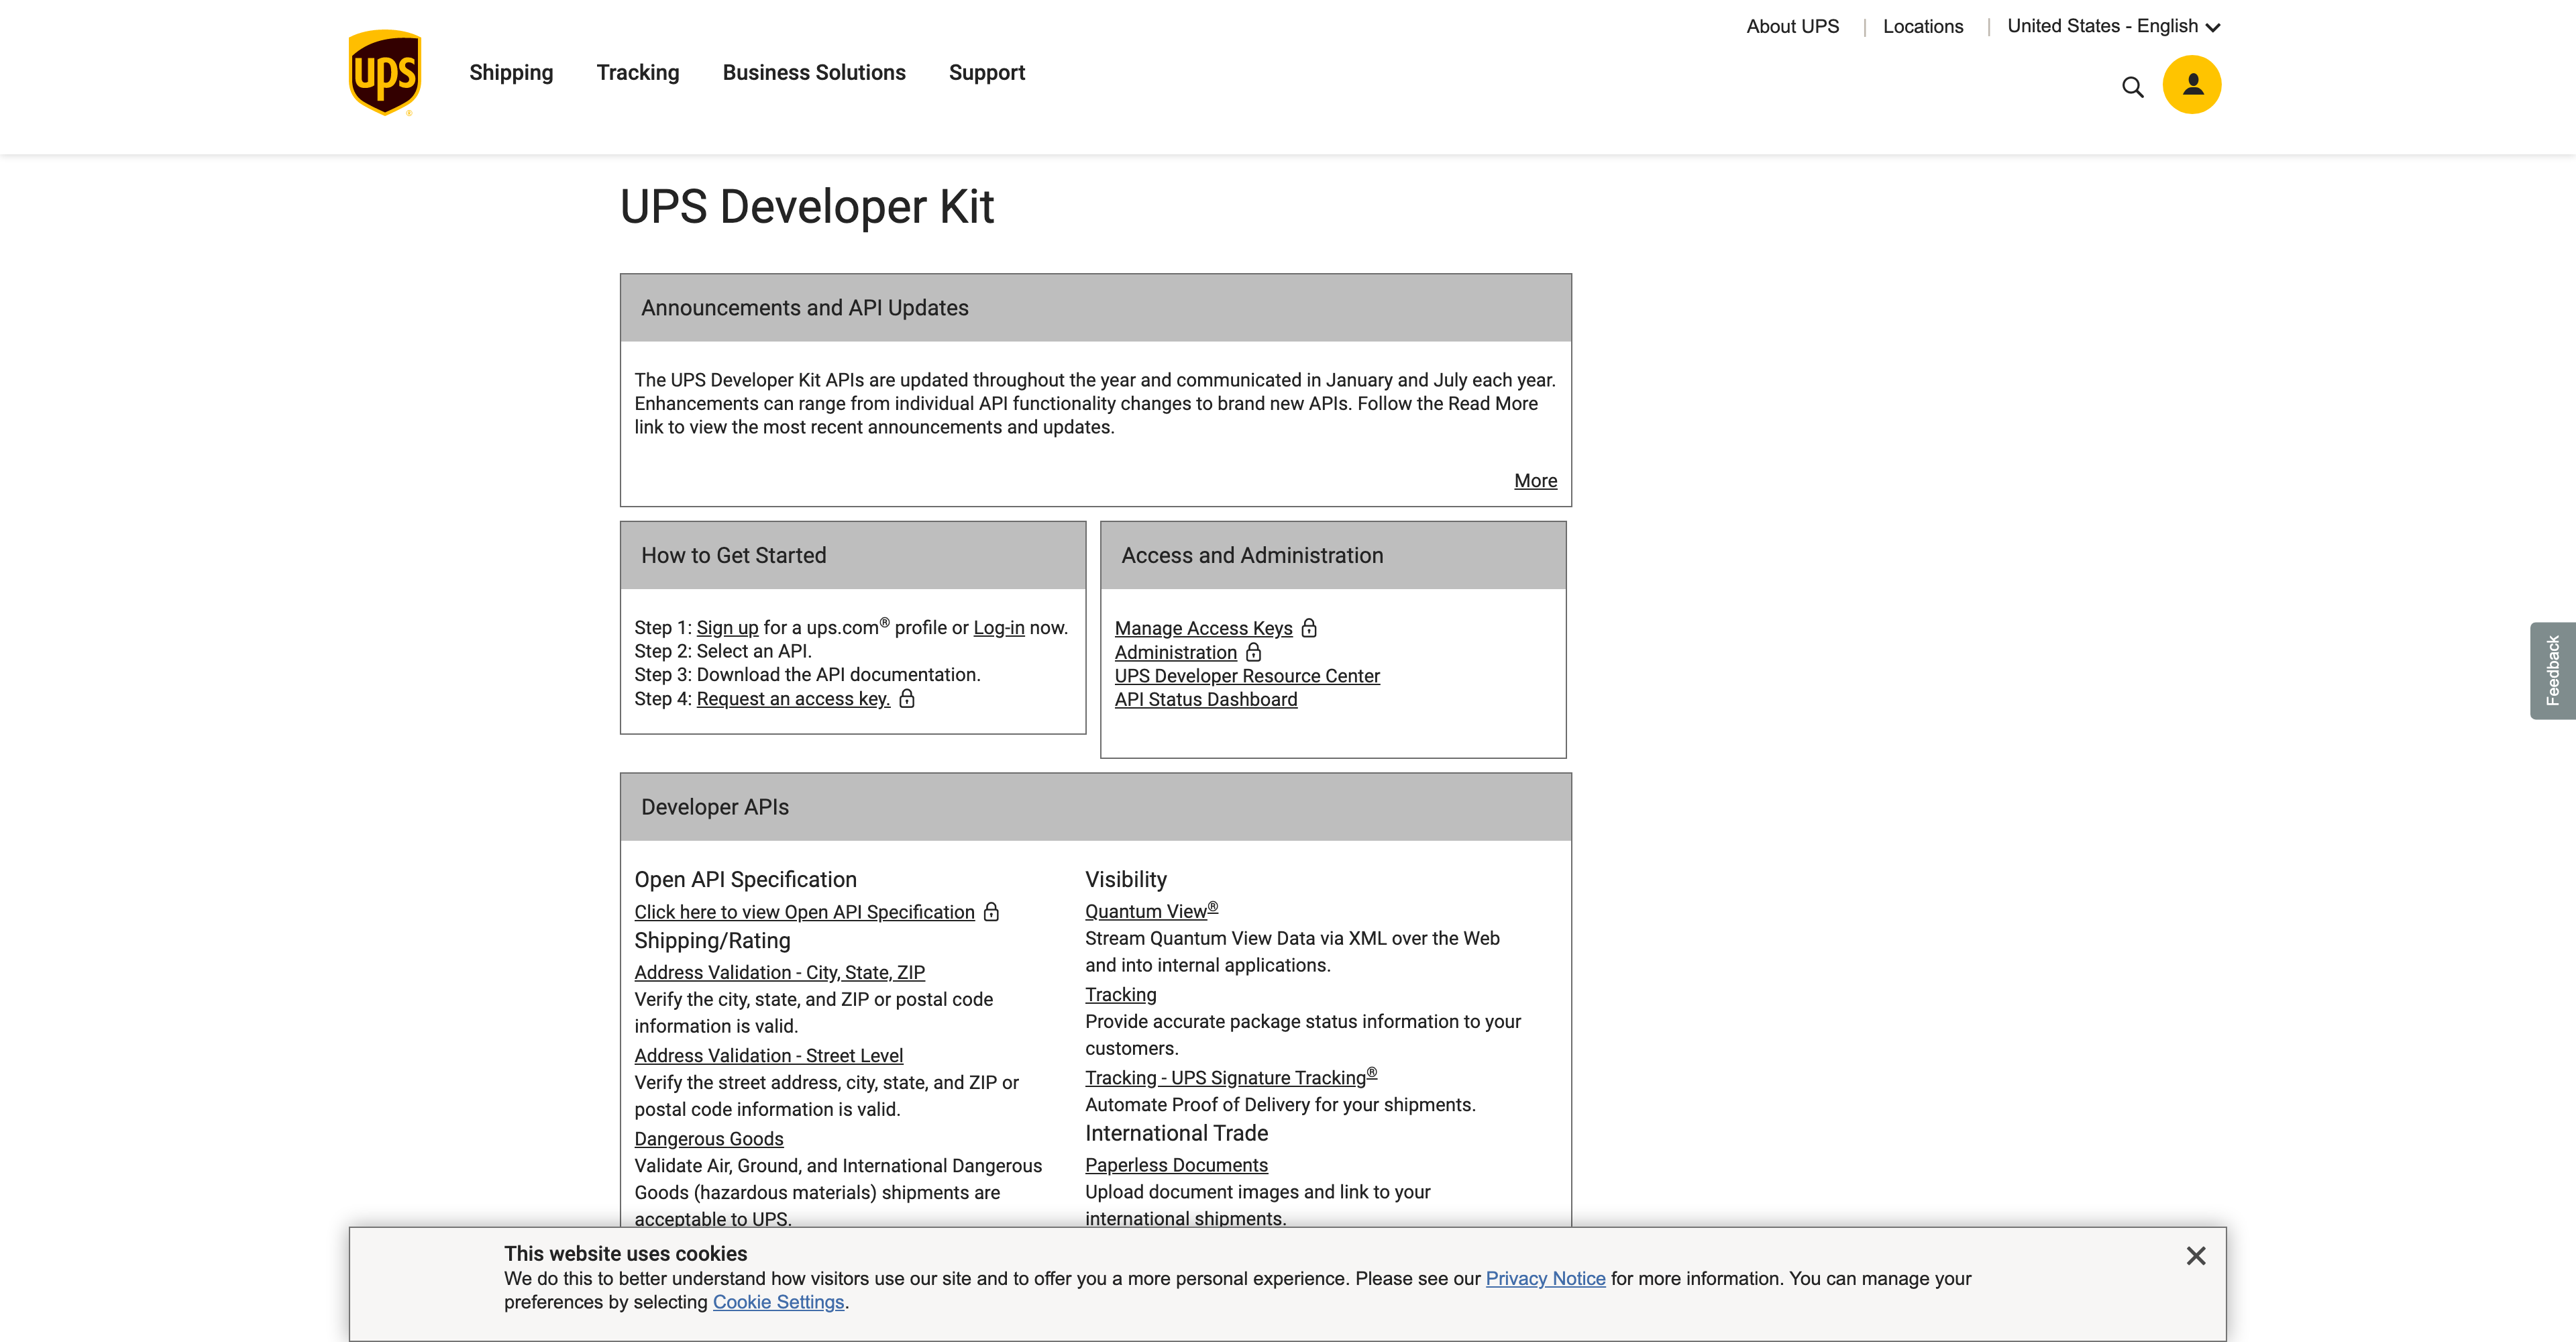 About UPS
Locations
United States - English
ups
Shipping
Tracking
Business Solutions
Support
UPS Developer Kit
Announcements and API Updates
The UPS Developer Kit APIs are updated throughout the year and communicated in January and July each year.
Enhancements can range from individual API functionality changes to brand new APIs. Follow the Read More
link to view the most recent announcements and updates.
More
How to Get Started
Step 1: Sign up for a ups.com® profile or Log-in now.
Step 2: Select an API.
Step 3: Download the API documentation.
Step 4: Request an access key.
Access and Administration
Manage Access Keys
Administration
UPS Developer Resource Center
API Status Dashboard
Feedback
Developer APIs
Open API Specification
Click here to view Open API Specification
Shipping/Rating
Address Validation - City, State, ZIP
Verify the city, state, and ZIP or postal code
information is valid.
Address Validation - Street Level
Verify the street address, city, state, and ZIP or
postal code information is valid.
Dangerous Goods
Validate Air, Ground, and International Dangerous
Goods (hazardous materials) shipments are
acceptable to UPS.
Visibility
Quantum View®
Stream Quantum View Data via XML over the Web
and into internal applications.
Tracking
Provide accurate package status information to your
customers.
Tracking - UPS Signature Tracking®
Automate Proof of Delivery for your shipments.
International Trade
Paperless Documents
Upload document images and link to your
international shipments.
This website uses cookies
We do this to better understand how visitors use our site and to offer you a more personal experience. Please see our Privacy Notice for more information. You can manage your
preferences by selecting Cookie Settings.